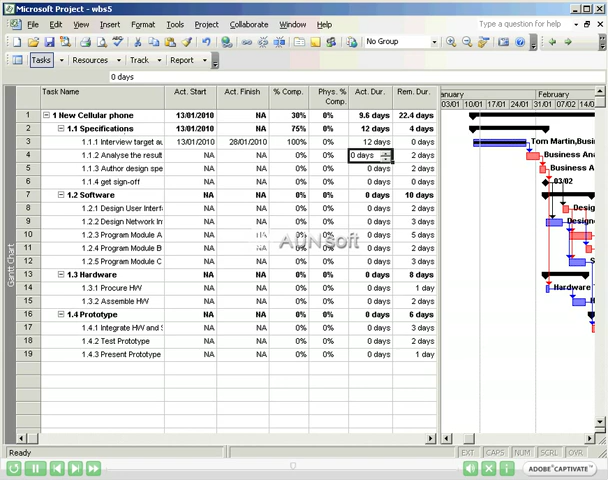 Microsoft Project - wbs5
File Edit View Insert Format Tools Project Collaborate Window Help
Type a question for help
No Group
Tasks Resources Track Report
0 days
Task Name Act. Start Act. Finish % Comp. Phys. % Comp. Act. Dur. Rem. Dur.
anuary February
03/01 10/01 17/01 24/01 31/01 07/02 14/02
1 1 New Cellular phone 13/01/2010 NA 30% 0% 9.6 days 22.4 days
2 1.1 Specifications 13/01/2010 NA 75% 0% 12 days 4 days
3 1.1.1 Interview target au 13/01/2010 28/01/2010 100% 0% 12 days 0 days Tom Martin,Busi
4 1.1.2 Analyse the result NA NA 0% 0% 0 days 2 days Business Ana
5 1.1.3 Author design spe NA NA 0% 0% 0 days 2 days Business A
6 1.1.4 get sign-off NA NA 0% 0% 0 days 0 days 03/02
7 1.2 Software NA NA 0% 0% 0 days 10 days
8 1.2.1 Design User Interf NA NA 0% 0% 0 days 2 days Desig
9 1.2.2 Design Network In NA NA 0% 0% 0 days 3 days Designe
10 1.2.3 Program Module A NA NA 0% 0% 0 days 5 days
11 1.2.4 Program Module B NA NA 0% 0% 0 days 2 days
12 1.2.5 Program Module C NA NA 0% 0% 0 days 3 days S
13 1.3 Hardware NA NA 0% 0% 0 days 8 days
14 1.3.1 Procure HW NA NA 0% 0% 0 days 1 day Hardware
15 1.3.2 Assemble HW NA NA 0% 0% 0 days 2 days H
16 1.4 Prototype NA NA 0% 0% 0 days 6 days
17 1.4.1 Integrate HW and S NA NA 0% 0% 0 days 3 days
18 1.4.2 Test Prototype NA NA 0% 0% 0 days 2 days
19 1.4.3 Present Prototype NA NA 0% 0% 0 days 1 day
AUNsoft
Gantt Chart
Ready EXT CAPS NUM SCRL OVR
ADOBE CAPTIVATE